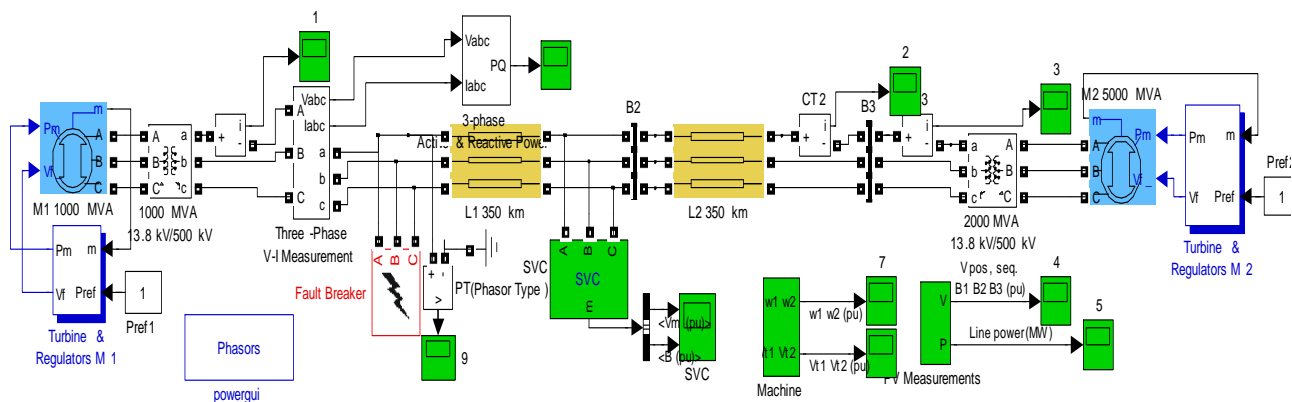 1
Vabc
Iabc
PQ
3-phase
Active & Reactive Power
2
3
M2 5000 MVA
Pm
m
A
B
C
Vf
M1 1000 MVA
A a
B b
C c
1000 MVA
13.8 kV/500 kV
i
+
-
Vabc
A Iabc
B a
b
C c
Three -Phase
V-I Measurement
L1 350 km
B2
L2 350 km
CT2
i
+
-
B3
3
i
+
-
a A
b B
c C
2000 MVA
13.8 kV/500 kV
m
Pm
A
B
C
Vf_
Pm m
Vf Pref
Pref2
1
Turbine &
Regulators M 2
Pm m
Vf Pref
1
Pref1
Turbine &
Regulators M 1
Phasors
powergui
A B C
Fault Breaker
+ -
v
PT(Phasor Type )
9
SVC
A B C
SVC
m
<Vm (pu)>
<B (pu)>
SVC
w1 w2
Vt1 Vt2
Machine
7
w1 w2 (pu)
Vt1 Vt2 (pu)
V
P
PV Measurements
V pos, seq.
B1 B2 B3 (pu)
4
Line power(MW)
5